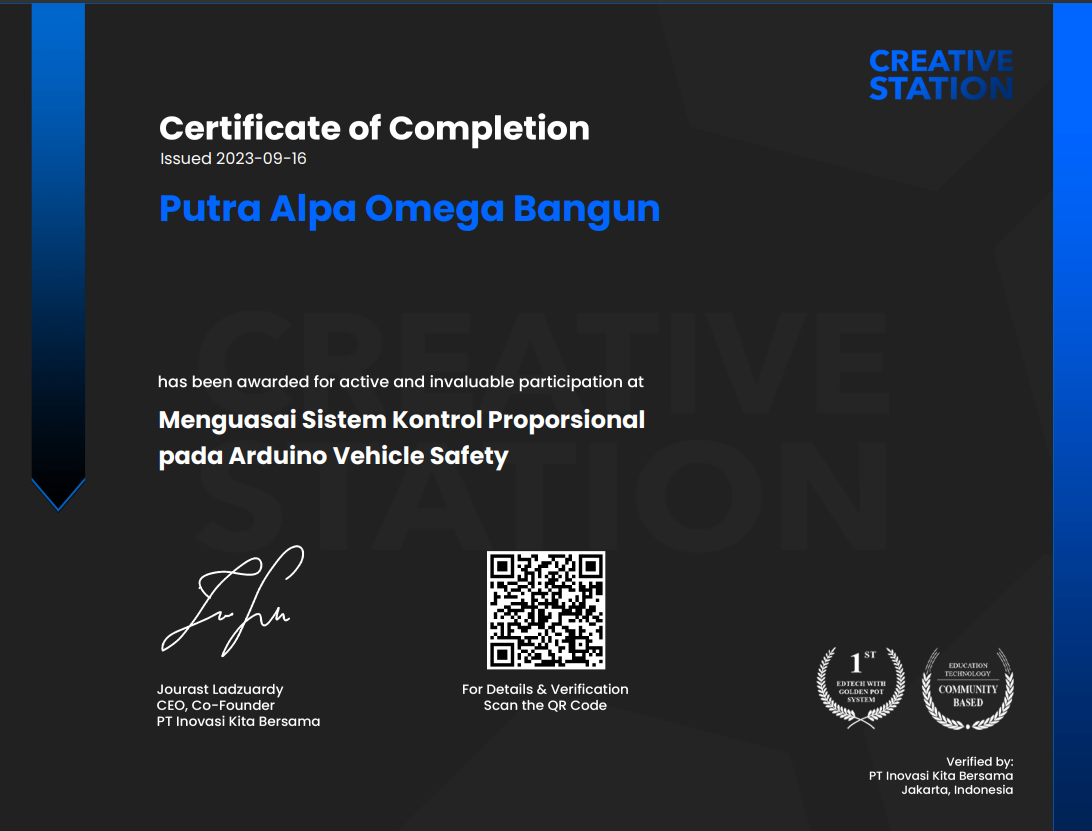 CREATIVE
STATION
Certificate of Completion
Issued 2023-09-16
Putra Alpa Omega Bangun
CREATIVE
STATION
has been awarded for active and invaluable participation at
Menguasai Sistem Kontrol Proporsional
pada Arduino Vehicle Safety
Jourast Ladzuardy
CEO, Co-Founder
PT Inovasi Kita Bersama
For Details & Verification
Scan the QR Code
1ST
EDTECH WITH
GOLDEN POT
SYSTEM
EDUCATION
TECHNOLOGY
COMMUNITY
BASED
Verified by:
PT Inovasi Kita Bersama
Jakarta, Indonesia